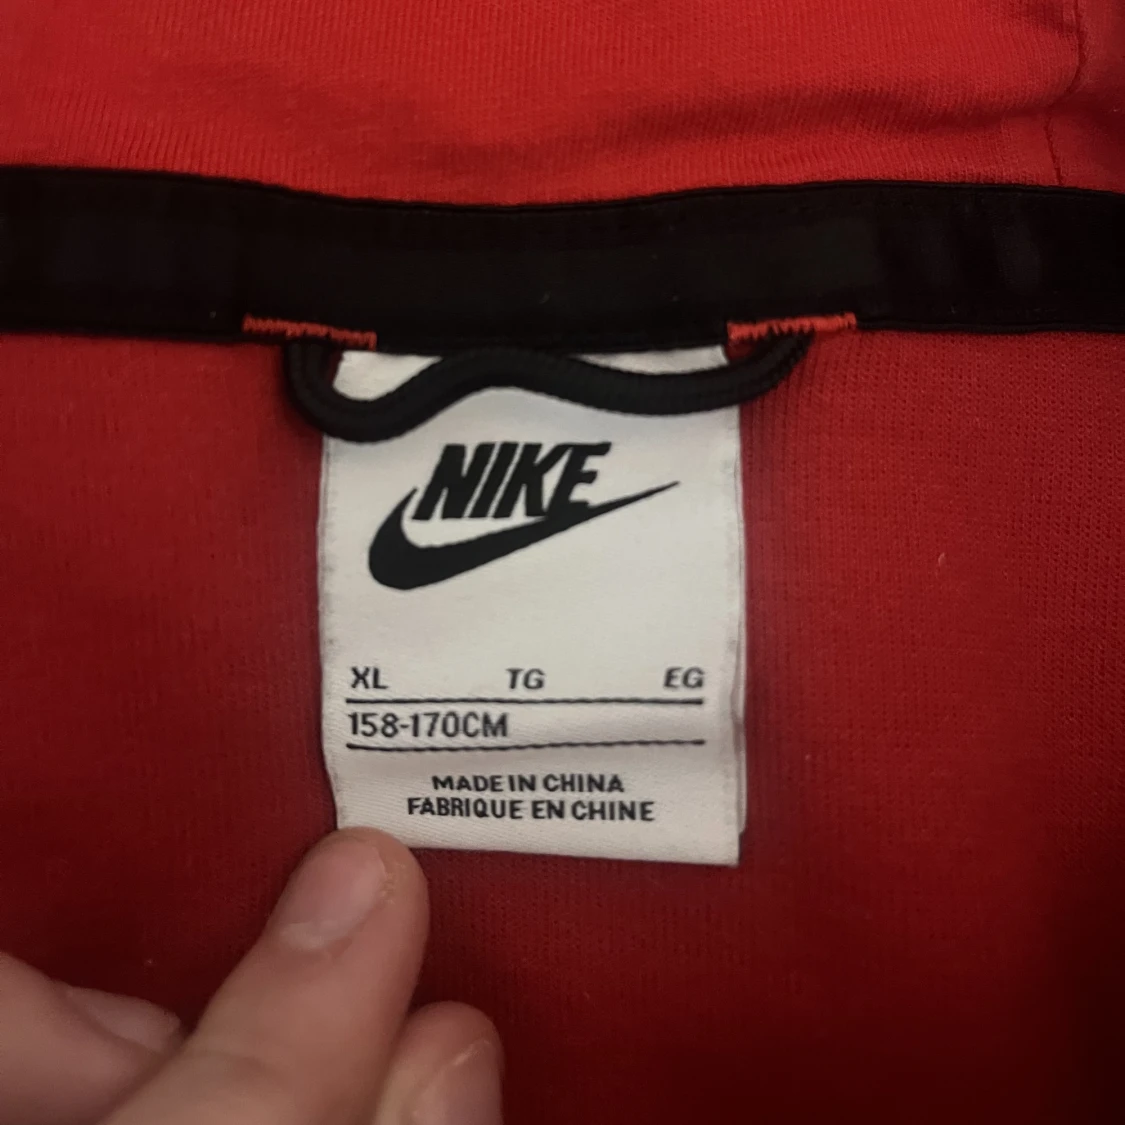 NIKE
XL TG EG
158-170CM
MADE IN CHINA
FABRIQUE EN CHINE